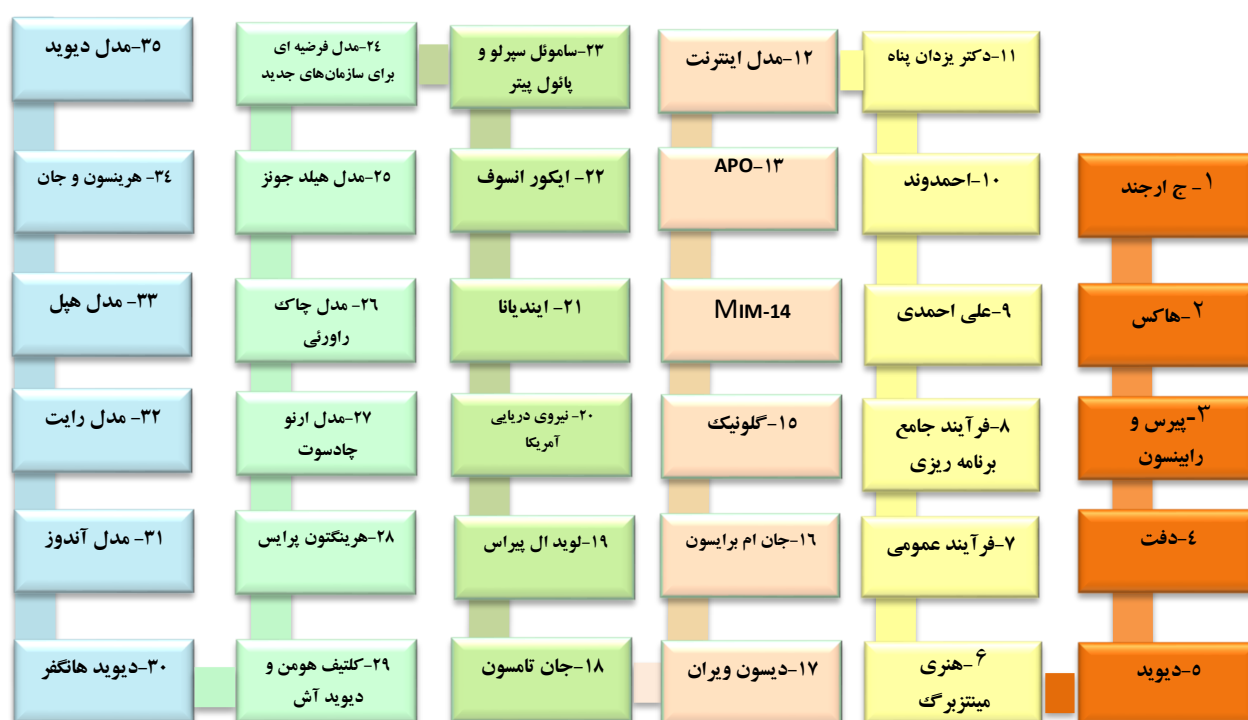 ۱- ج ارجند
۲-هاکس
۳-پیرس و
رابینسون
٤-دفت
٥-دیوید
۶-هنری
مینتزبرگ
۷-فرآیند عمومی
۸-فرآیند جامع
برنامه ریزی
۹-علی احمدی
۱۰-احمدوند
۱۱-دکتر یزدان پناه
۱۲-مدل اینترنت
APO-۱۳
MIM-14
۱٥-گلونیک
۱٦-جان ام برایسون
۱۷-دیسون ویران
۱۸-جان تامسون
۱۹-لوید ال پیراس
۲۰- نیروی دریایی
آمریکا
۲۱- ایندیانا
۲۲- ایکور انسوف
۲۳-ساموئل سپرلو و
پائول پیتر
۲٤-مدل فرضیه ای
برای سازمان‌های جدید
۲٥-مدل هیلد جونز
۲٦- مدل چاک
راورئی
۲۷-مدل ارنو
چادسوت
۲۸-هرینگتون پرایس
۲۹-کلتیف هومن و
دیوید آش
۳۰-دیوید هانگفر
۳۱- مدل آندوز
۳۲- مدل رایت
۳۳- مدل هپل
۳٤- هرینسون و جان
۳٥-مدل دیوید